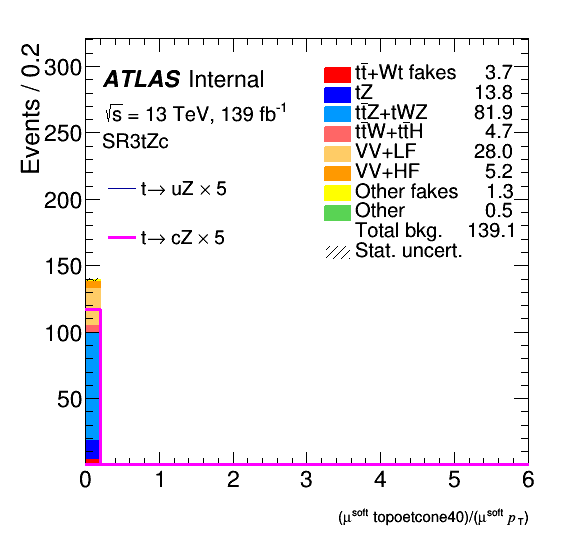 Events / 0.2
300
250
200
150
100
50
0 1 2 3 4 5 6
ATLAS Internal
√s = 13 TeV, 139 fb⁻¹
SR3tZc
t→ uZ × 5
t→ cZ × 5
tt̄+Wt fakes 3.7
tZ 13.8
tt̄Z+tWZ 81.9
tt̄W+tt̄H 4.7
VV+LF 28.0
VV+HF 5.2
Other fakes 1.3
Other 0.5
Total bkg. 139.1
Stat. uncert.
(μ^soft topoetcone40)/(μ^soft p_T)